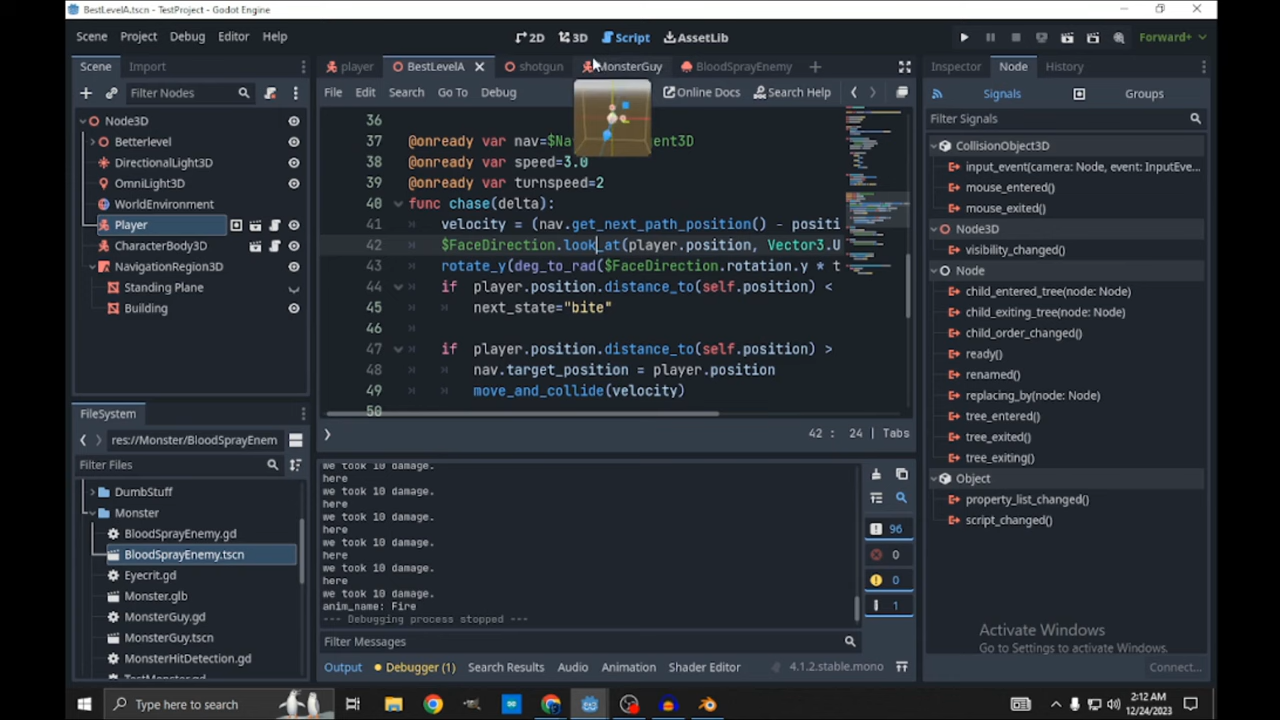 BestLevelA.tscn - TestProject - Godot Engine
Scene Project Debug Editor Help
2D 3D Script AssetLib
Forward+
Scene Import
player BestLevelA shotgun MonsterGuy BloodSprayEnemy
Inspector Node History
Filter Nodes
File Edit Search Go To Debug
Online Docs Search Help
Signals Groups
Filter Signals
Node3D
Betterlevel
DirectionalLight3D
OmniLight3D
WorldEnvironment
Player
CharacterBody3D
NavigationRegion3D
Standing Plane
Building
36
37 @onready var nav=$Na ent3D
38 @onready var speed=3.0
39 @onready var turnspeed=2
40 func chase(delta):
41 velocity = (nav.get_next_path_position() - positi
42 $FaceDirection.look_at(player.position, Vector3.U
43 rotate_y(deg_to_rad($FaceDirection.rotation.y * t
44 if player.position.distance_to(self.position) <
45 next_state="bite"
46
47 if player.position.distance_to(self.position) >
48 nav.target_position = player.position
49 move_and_collide(velocity)
50
42 : 24 | Tabs
CollisionObject3D
input_event(camera: Node, event: InputEve...
mouse_entered()
mouse_exited()
Node3D
visibility_changed()
Node
child_entered_tree(node: Node)
child_exiting_tree(node: Node)
child_order_changed()
ready()
renamed()
replacing_by(node: Node)
tree_entered()
tree_exited()
tree_exiting()
Object
property_list_changed()
script_changed()
FileSystem
res://Monster/BloodSprayEnem
Filter Files
DumbStuff
Monster
BloodSprayEnemy.gd
BloodSprayEnemy.tscn
Eyecrit.gd
Monster.glb
MonsterGuy.gd
MonsterGuy.tscn
MonsterHitDetection.gd
we took 10 damage.
here
we took 10 damage.
here
we took 10 damage.
here
we took 10 damage.
here
we took 10 damage.
here
we took 10 damage.
anim_name: Fire
--- Debugging process stopped ---
96
0
0
1
Filter Messages
Output Debugger (1) Search Results Audio Animation Shader Editor
4.1.2.stable.mono
Activate Windows
Go to Settings to activate Windows.
Connect...
Type here to search
2:12 AM
12/24/2023